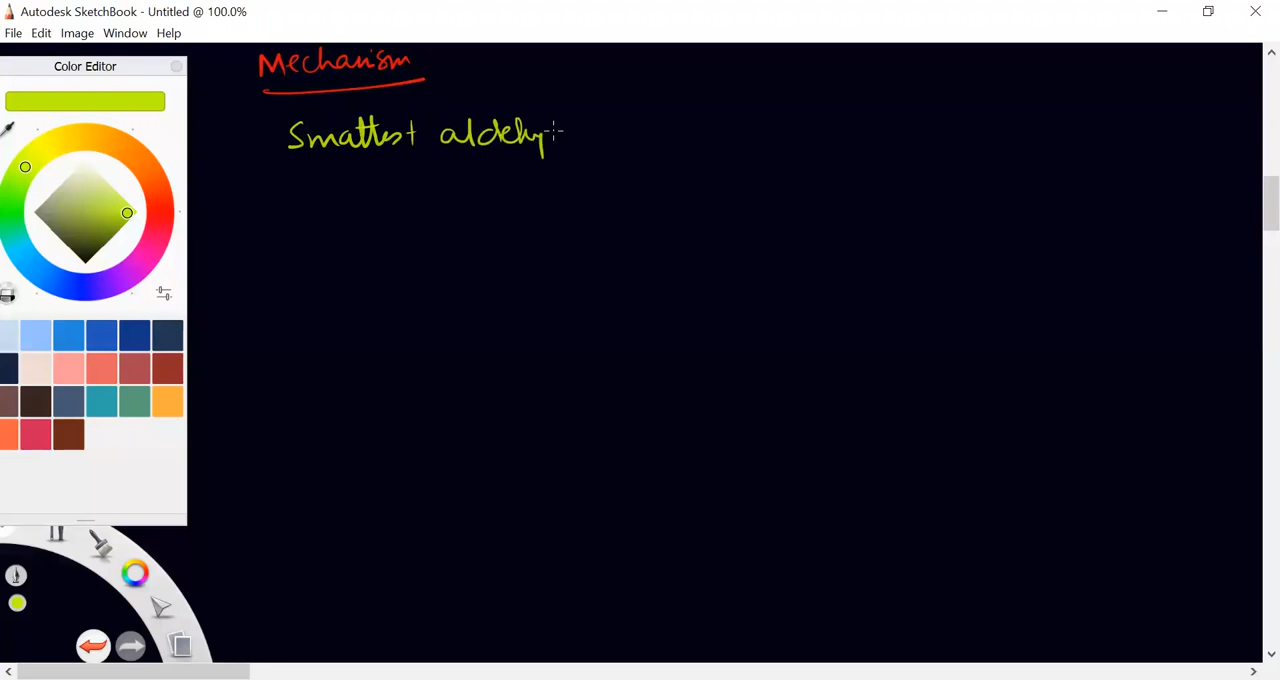 Autodesk SketchBook - Untitled @ 100.0%
File Edit Image Window Help
Color Editor
Mechanism
Smallest aldehy